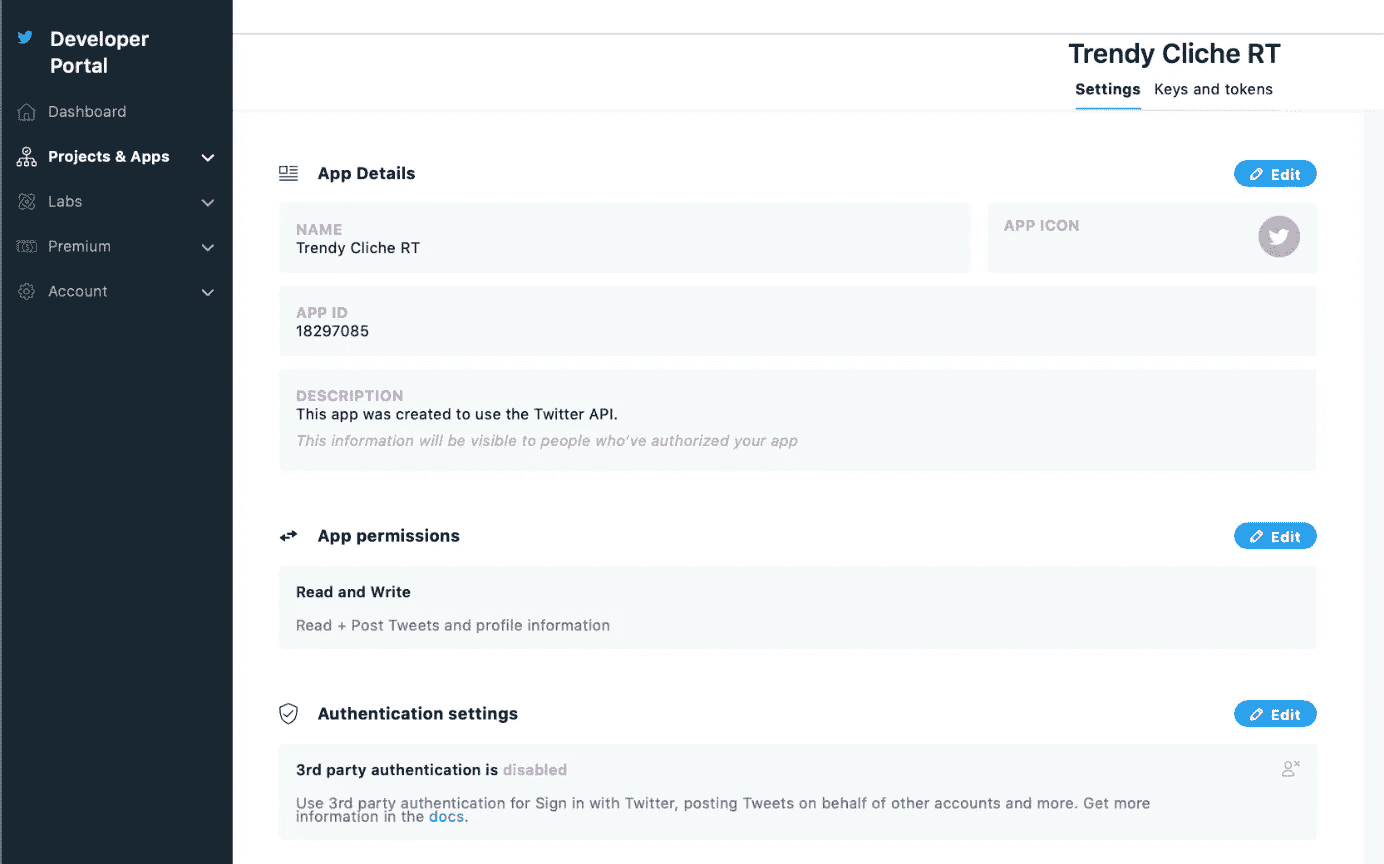 Developer
Portal
Dashboard
Projects & Apps
Labs
Premium
Account
Trendy Cliche RT
Settings Keys and tokens
App Details
Edit
NAME
Trendy Cliche RT
APP ICON
APP ID
18297085
DESCRIPTION
This app was created to use the Twitter API.
This information will be visible to people who've authorized your app
App permissions
Edit
Read and Write
Read + Post Tweets and profile information
Authentication settings
Edit
3rd party authentication is disabled
Use 3rd party authentication for Sign in with Twitter, posting Tweets on behalf of other accounts and more. Get more
information in the docs.